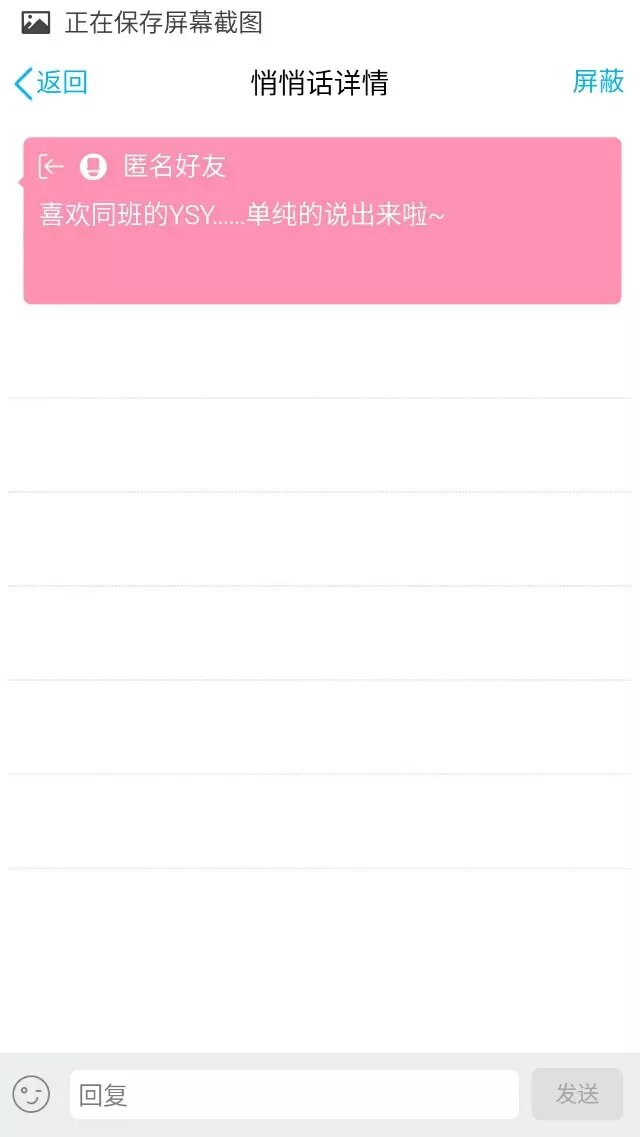 正在保存屏幕截图
返回 悄悄话详情 屏蔽
匿名好友
喜欢同班的YSY......单纯的说出来啦~
回复 发送